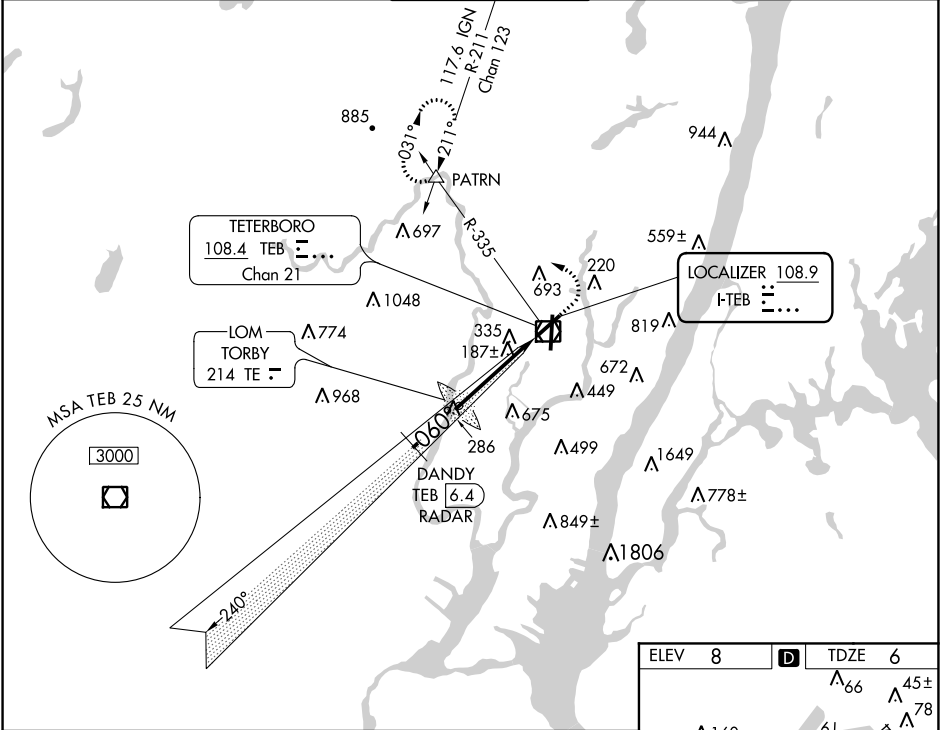 117.6 IGN
R-211
Chan 123
885
031°
211°
944
PATRN
TETERBORO
108.4 TEB
Chan 21
697
R-335
559±
693
220
LOCALIZER 108.9
I-TEB
1048
LOM
TORBY
214 TE
774
335
187±
819
672
968
449
MSA TEB 25 NM
3000
060°
675
286
499
1649
DANDY
TEB 6.4
RADAR
778±
849±
1806
240°
ELEV 8
D
TDZE 6
66
45±
78